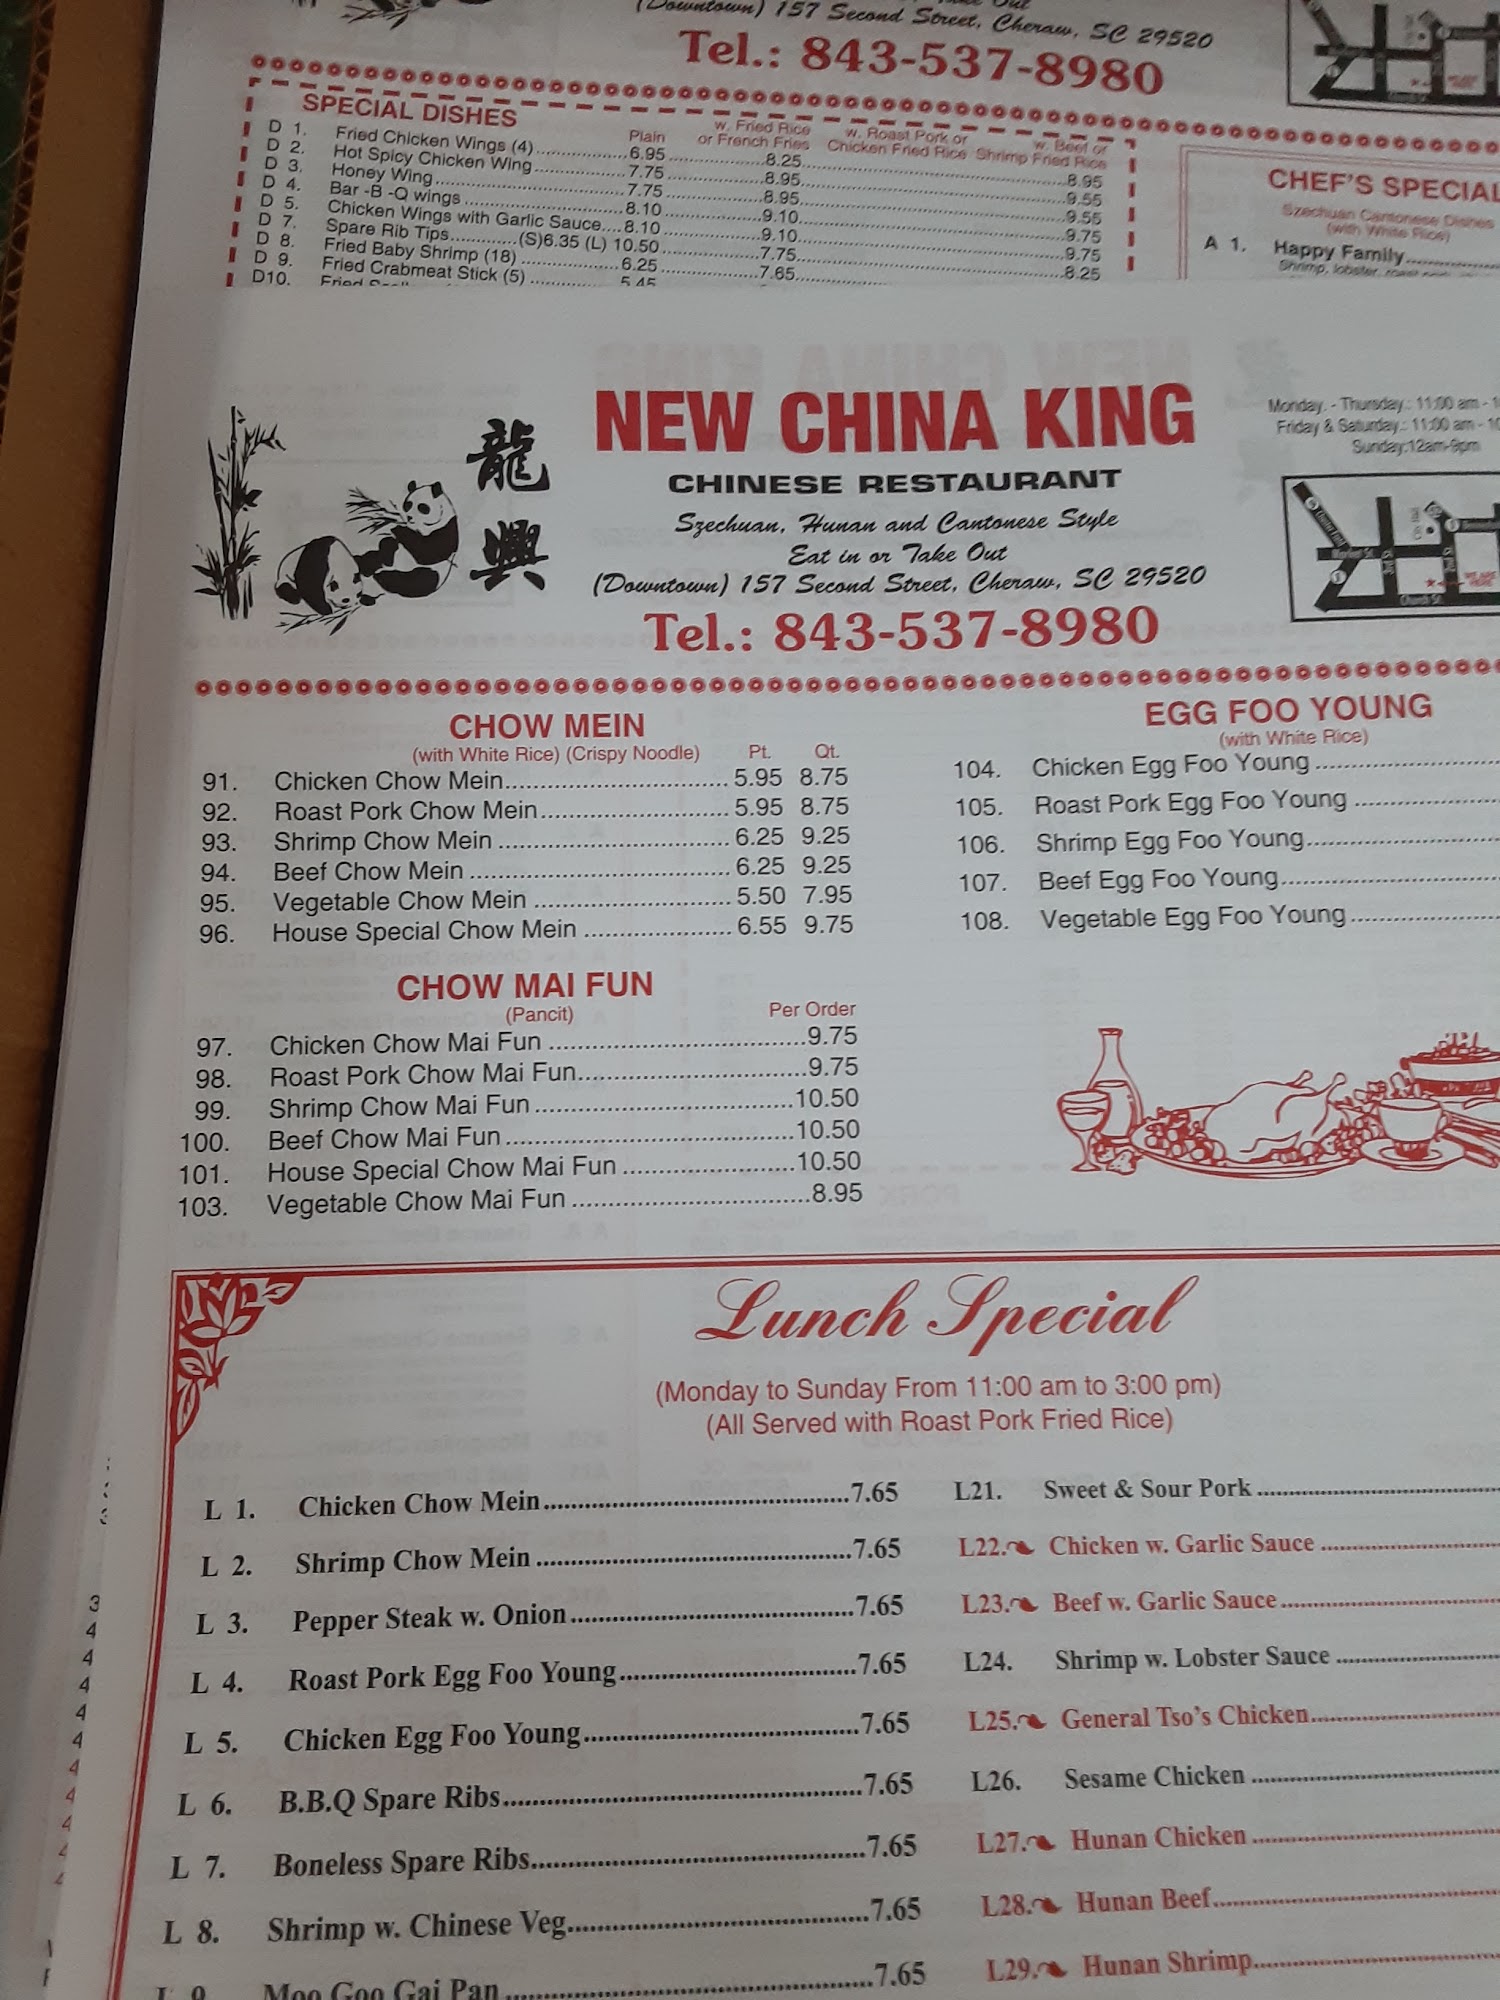 (Downtown) 157 Second Street, Cheraw, SC 29520
Tel.: 843-537-8980
SPECIAL DISHES
Plain
w. Fried Rice or French Fries
w. Roast Pork or Chicken Fried Rice
w. Beef or Shrimp Fried Rice
D 1. Fried Chicken Wings (4) 6.95 8.25 8.95
D 2. Hot Spicy Chicken Wing 7.75 8.95 9.55
D 3. Honey Wing 7.75 8.95 9.55
D 4. Bar -B -Q wings 8.10 9.10 9.75
D 5. Chicken Wings with Garlic Sauce 8.10 9.10 9.75
D 7. Spare Rib Tips (S)6.35 (L) 10.50 7.75 8.25
D 8. Fried Baby Shrimp (18) 6.25 7.65
D 9. Fried Crabmeat Stick (5) 5.45
D10. Fried
CHEF'S SPECIAL
Szechuan Cantonese Dishes
(with White Rice)
A 1. Happy Family
Shrimp, lobster, roast
NEW CHINA KING
CHINESE RESTAURANT
龍興
Szechuan, Hunan and Cantonese Style
Eat in or Take Out
(Downtown) 157 Second Street, Cheraw, SC 29520
Tel.: 843-537-8980
Monday. - Thursday.: 11:00 am -
Friday & Saturday.: 11:00 am -
Sunday:12am-9pm
Market St.
Church St.
WE ARE HERE
CHOW MEIN
(with White Rice) (Crispy Noodle) Pt. Qt.
91. Chicken Chow Mein 5.95 8.75
92. Roast Pork Chow Mein 5.95 8.75
93. Shrimp Chow Mein 6.25 9.25
94. Beef Chow Mein 6.25 9.25
95. Vegetable Chow Mein 5.50 7.95
96. House Special Chow Mein 6.55 9.75
CHOW MAI FUN
(Pancit) Per Order
97. Chicken Chow Mai Fun 9.75
98. Roast Pork Chow Mai Fun 9.75
99. Shrimp Chow Mai Fun 10.50
100. Beef Chow Mai Fun 10.50
101. House Special Chow Mai Fun 10.50
103. Vegetable Chow Mai Fun 8.95
EGG FOO YOUNG
(with White Rice)
104. Chicken Egg Foo Young
105. Roast Pork Egg Foo Young
106. Shrimp Egg Foo Young
107. Beef Egg Foo Young
108. Vegetable Egg Foo Young
Lunch Special
(Monday to Sunday From 11:00 am to 3:00 pm)
(All Served with Roast Pork Fried Rice)
L 1. Chicken Chow Mein 7.65
L 2. Shrimp Chow Mein 7.65
L 3. Pepper Steak w. Onion 7.65
L 4. Roast Pork Egg Foo Young 7.65
L 5. Chicken Egg Foo Young 7.65
L 6. B.B.Q Spare Ribs 7.65
L 7. Boneless Spare Ribs 7.65
L 8. Shrimp w. Chinese Veg 7.65
L 9. Moo Goo Gai Pan 7.65
L21. Sweet & Sour Pork
L22. Chicken w. Garlic Sauce
L23. Beef w. Garlic Sauce
L24. Shrimp w. Lobster Sauce
L25. General Tso's Chicken
L26. Sesame Chicken
L27. Hunan Chicken
L28. Hunan Beef
L29. Hunan Shrimp